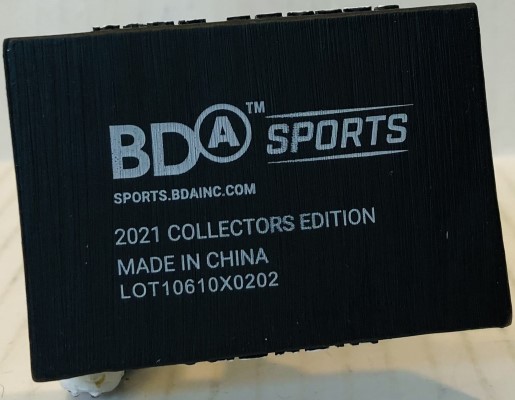 BDA™ SPORTS
SPORTS.BDAINC.COM
2021 COLLECTORS EDITION
MADE IN CHINA
LOT10610X0202